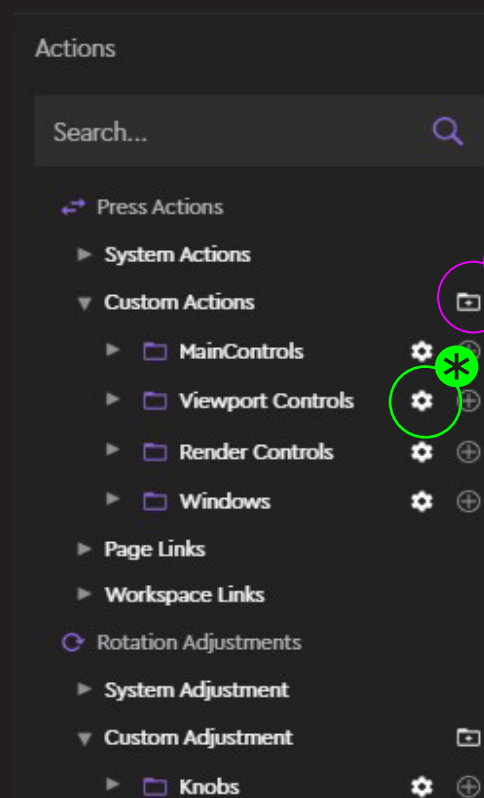 Actions
Search...
Press Actions
System Actions
Custom Actions
MainControls
Viewport Controls
Render Controls
Windows
Page Links
Workspace Links
Rotation Adjustments
System Adjustment
Custom Adjustment
Knobs